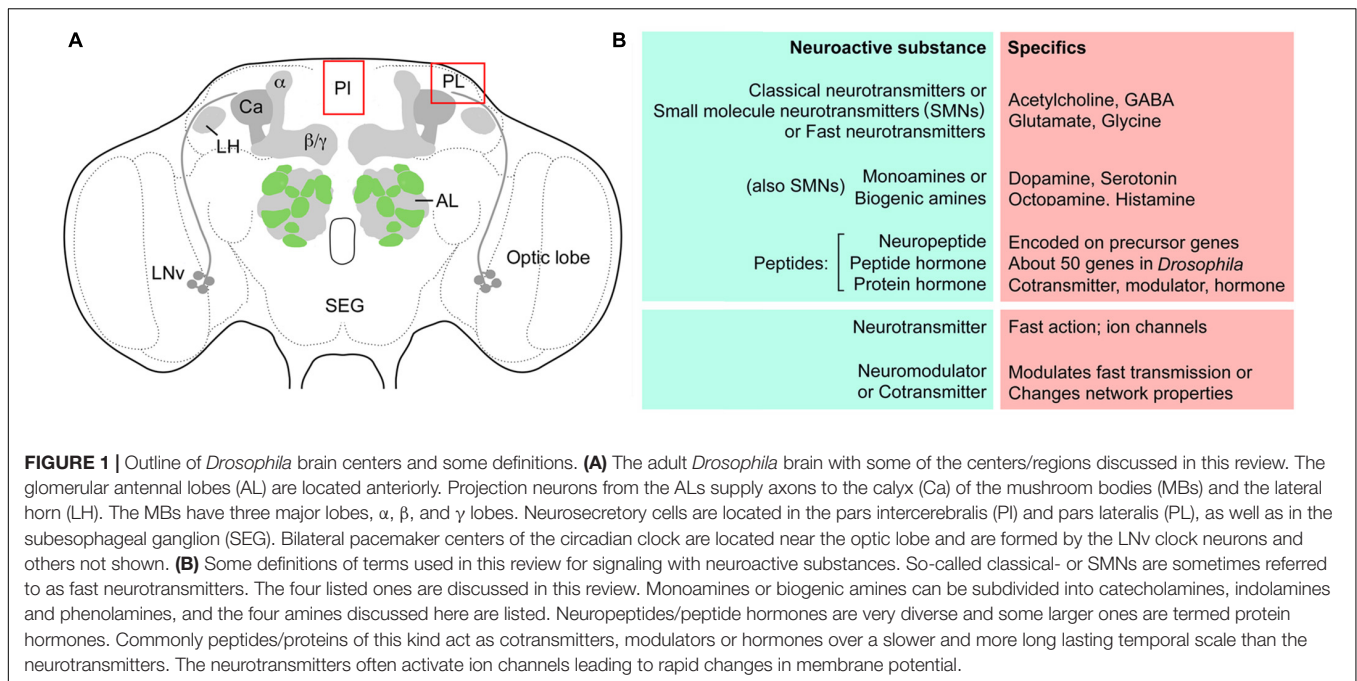 A
α
PI
PL
Ca
LH
β/γ
AL
LNv
Optic lobe
SEG
B
Neuroactive substance Specifics
Classical neurotransmitters or
Small molecule neurotransmitters (SMNs)
or Fast neurotransmitters
Acetylcholine, GABA
Glutamate, Glycine
(also SMNs) Monoamines or
Biogenic amines
Dopamine, Serotonin
Octopamine. Histamine
Peptides:
Neuropeptide
Peptide hormone
Protein hormone
Encoded on precursor genes
About 50 genes in Drosophila
Cotransmitter, modulator, hormone
Neurotransmitter Fast action; ion channels
Neuromodulator
or Cotransmitter
Modulates fast transmission or
Changes network properties
FIGURE 1 | Outline of Drosophila brain centers and some definitions. (A) The adult Drosophila brain with some of the centers/regions discussed in this review. The
glomerular antennal lobes (AL) are located anteriorly. Projection neurons from the ALs supply axons to the calyx (Ca) of the mushroom bodies (MBs) and the lateral
horn (LH). The MBs have three major lobes, α, β, and γ lobes. Neurosecretory cells are located in the pars intercerebralis (PI) and pars lateralis (PL), as well as in the
subesophageal ganglion (SEG). Bilateral pacemaker centers of the circadian clock are located near the optic lobe and are formed by the LNv clock neurons and
others not shown. (B) Some definitions of terms used in this review for signaling with neuroactive substances. So-called classical- or SMNs are sometimes referred
to as fast neurotransmitters. The four listed ones are discussed in this review. Monoamines or biogenic amines can be subdivided into catecholamines, indolamines
and phenolamines, and the four amines discussed here are listed. Neuropeptides/peptide hormones are very diverse and some larger ones are termed protein
hormones. Commonly peptides/proteins of this kind act as cotransmitters, modulators or hormones over a slower and more long lasting temporal scale than the
neurotransmitters. The neurotransmitters often activate ion channels leading to rapid changes in membrane potential.